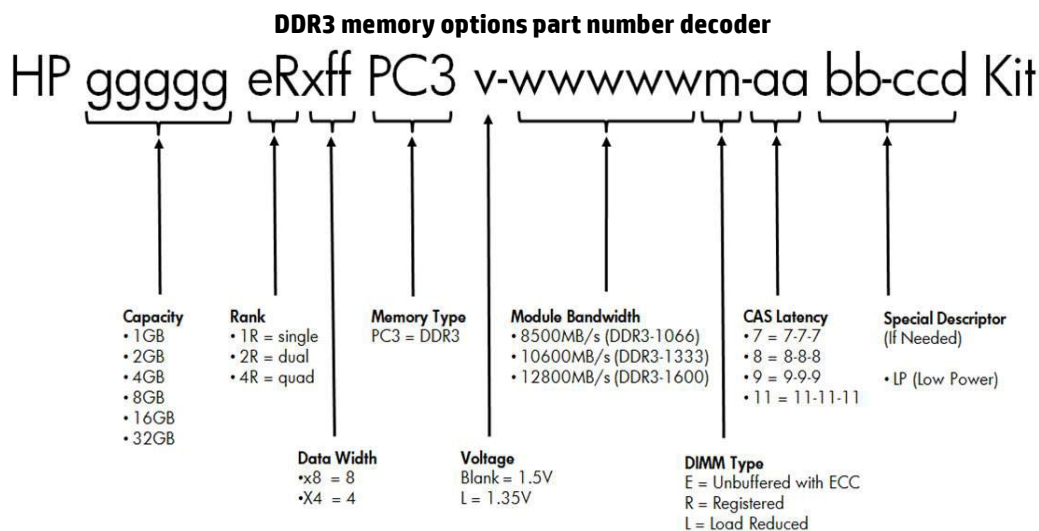 DDR3 memory options part number decoder
HP ggggg eRxff PC3 v-wwwwwm-aa bb-ccd Kit
Capacity
• 1GB
• 2GB
• 4GB
• 8GB
• 16GB
• 32GB
Rank
• 1R = single
• 2R = dual
• 4R = quad
Memory Type
PC3 = DDR3
Module Bandwidth
• 8500MB/s (DDR3-1066)
• 10600MB/s (DDR3-1333)
• 12800MB/s (DDR3-1600)
CAS Latency
• 7 = 7-7-7
• 8 = 8-8-8
• 9 = 9-9-9
• 11 = 11-11-11
Special Descriptor
(If Needed)
• LP (Low Power)
Data Width
•x8 = 8
•X4 = 4
Voltage
Blank = 1.5V
L = 1.35V
DIMM Type
E = Unbuffered with ECC
R = Registered
L = Load Reduced